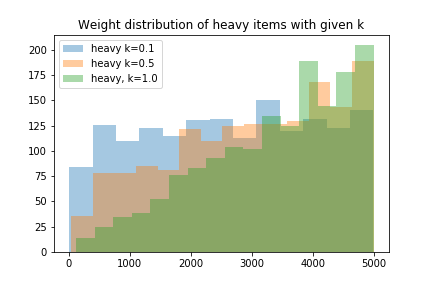 Weight distribution of heavy items with given k
heavy k=0.1
heavy k=0.5
heavy, k=1.0
200
175
150
125
100
75
50
25
0
0 1000 2000 3000 4000 5000